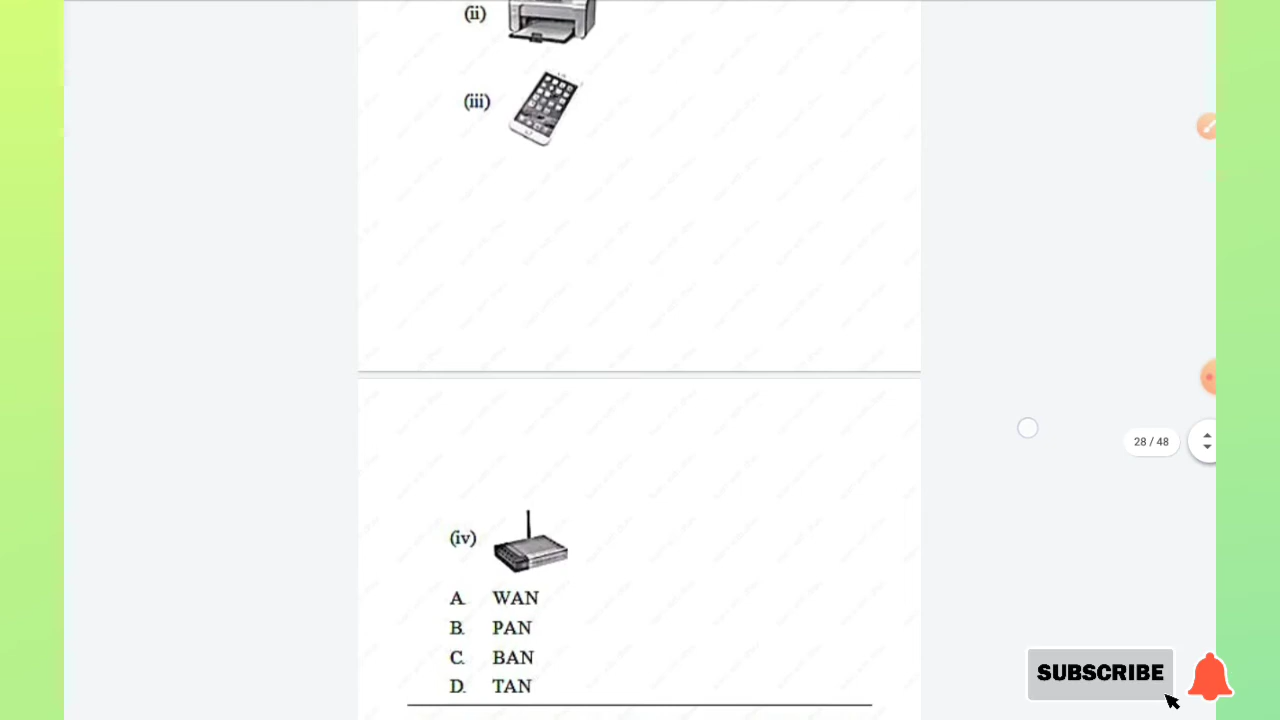 (ii)
(iii)
28 / 48
(iv)
A. WAN
B. PAN
C. BAN
D. TAN
SUBSCRIBE